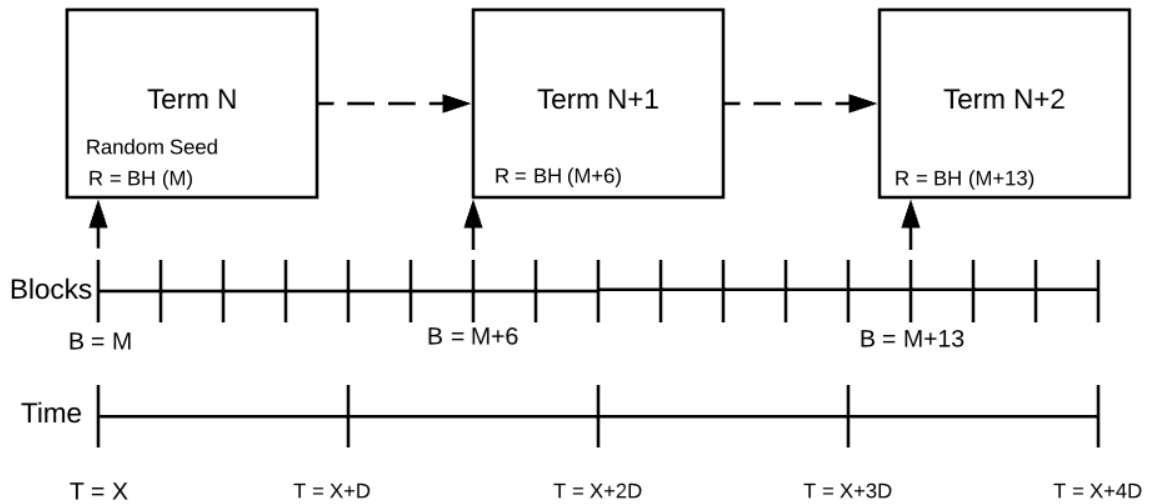 Term N
Random Seed
R = BH (M)
Term N+1
R = BH (M+6)
Term N+2
R = BH (M+13)
Blocks
B = M
B = M+6
B = M+13
Time
T = X
T = X+D
T = X+2D
T = X+3D
T = X+4D